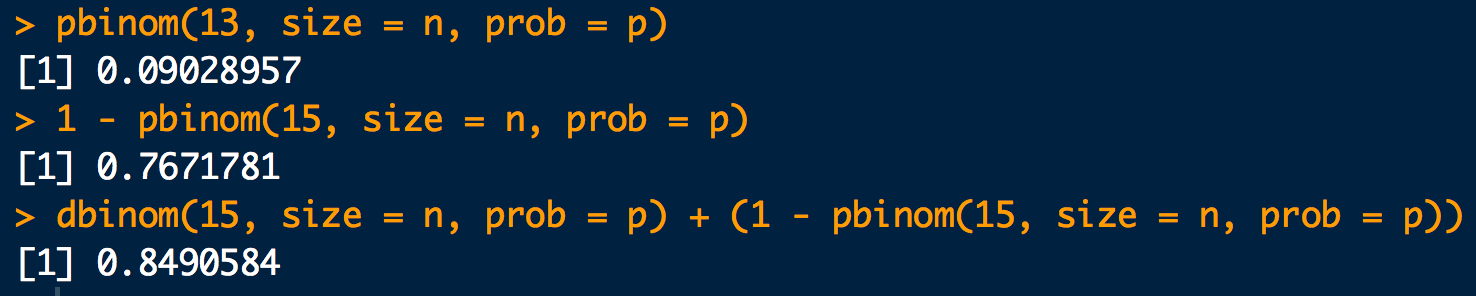 > pbinom(13, size = n, prob = p)
[1] 0.09028957
> 1 - pbinom(15, size = n, prob = p)
[1] 0.7671781
> dbinom(15, size = n, prob = p) + (1 - pbinom(15, size = n, prob = p))
[1] 0.8490584